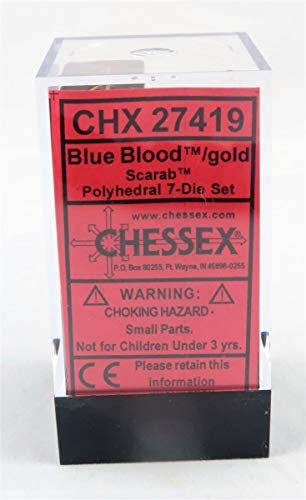 CHX 27419
Blue Blood™/gold
Scarab™
Polyhedral 7-Die Set
www.chessex.com
CHESSEX®
P.O. Box 80255, Ft. Wayne, IN 46898-0255
WARNING:
CHOKING HAZARD -
Small Parts.
Not for Children Under 3 yrs.
CE Please retain this
information